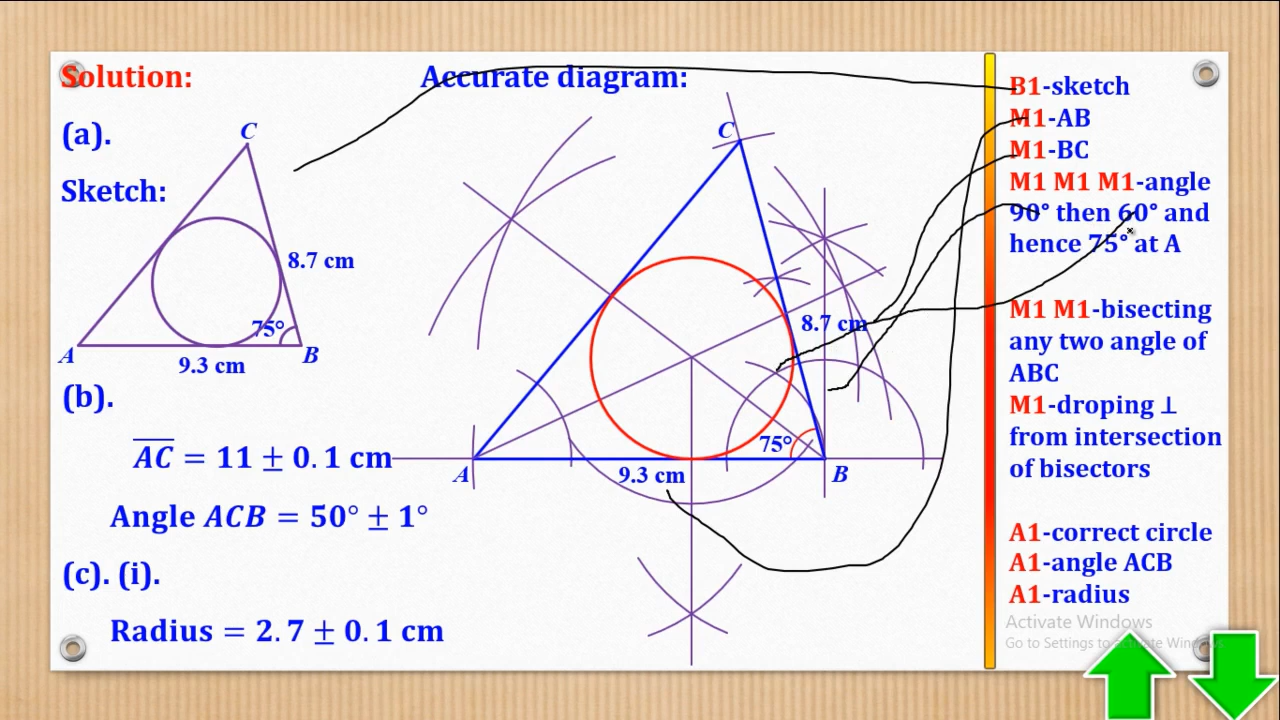 Solution:
Accurate diagram:
(a).
Sketch:
C
8.7 cm
75°
A
B
9.3 cm
(b).
AC = 11 ± 0.1 cm
Angle ACB = 50° ± 1°
(c). (i).
Radius = 2.7 ± 0.1 cm
C
8.7 cm
75°
A
9.3 cm
B
B1-sketch
M1-AB
M1-BC
M1 M1 M1-angle
90° then 60° and
hence 75° at A
M1 M1-bisecting
any two angle of
ABC
M1-droping ⊥
from intersection
of bisectors
A1-correct circle
A1-angle ACB
A1-radius
Activate Windows
Go to Settings to activate Windows